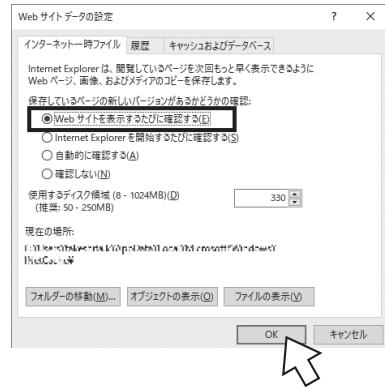 Web サイト データの設定 ? ×
インターネット一時ファイル 履歴 キャッシュおよびデータベース
Internet Explorer は、閲覧しているページを次回もっと早く表示できるように
Web ページ、画像、およびメディアのコピーを保存します。
保存しているページの新しいバージョンがあるかどうかの確認:
Web サイトを表示するたびに確認する(E)
Internet Explorer を開始するたびに確認する(S)
自動的に確認する(A)
確認しない(N)
使用するディスク領域 (8 - 1024MB)(D) 330
(推奨: 50 - 250MB)
現在の場所:
フォルダーの移動(M)... オブジェクトの表示(O) ファイルの表示(V)
OK キャンセル